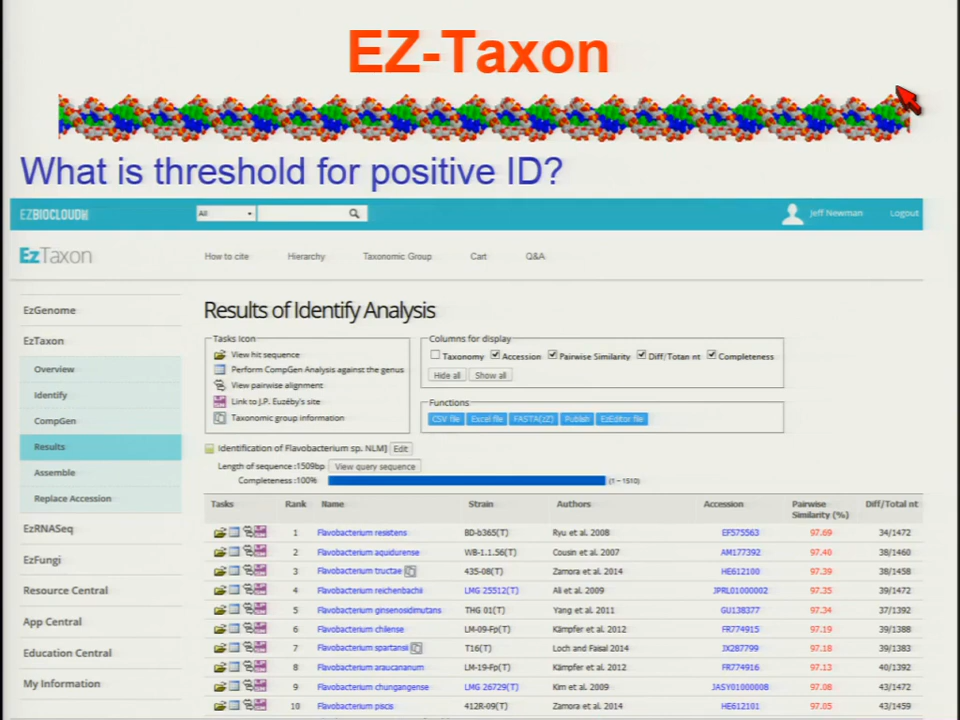 EZ-Taxon
What is threshold for positive ID?
EZBIOCLOUD
All
Jeff Newman Logout
EzTaxon
How to cite Hierarchy Taxonomic Group Cart Q&A
EzGenome
EzTaxon
Overview
Identify
CompGen
Results
Assemble
Replace Accession
EzRNASeq
EzFungi
Resource Central
App Central
Education Central
My Information
Results of Identify Analysis
Tasks Icon
View hit sequence
Perform CompGen Analysis against the genus
View pairwise alignment
Link to J.P. Euzéby's site
Taxonomic group information
Columns for display
Taxonomy Accession Pairwise Similarity Diff/Totan nt Completeness
Hide all Show all
Functions
CSV file Excel file FASTA(zZ) Publish EzEditor file
Identification of Flavobacterium sp. NLM] Edit
Length of sequence :1509bp View query sequence
Completeness: 100% (1 ~ 1510)
Tasks Rank Name Strain Authors Accession Pairwise Similarity (%) Diff/Total nt
1 Flavobacterium resistens BD-b365(T) Ryu et al. 2008 EF575563 97.69 34/1472
2 Flavobacterium aquidurense WB-1.1.56(T) Cousin et al. 2007 AM177392 97.40 38/1460
3 Flavobacterium tructae 435-08(T) Zamora et al. 2014 HE612100 97.39 38/1458
4 Flavobacterium reichenbachii LMG 25512(T) Ali et al. 2009 JPRL01000002 97.35 39/1472
5 Flavobacterium ginsenosidimutans THG 01(T) Yang et al. 2011 GU138377 97.34 37/1392
6 Flavobacterium chilense LM-09-Fp(T) Kämpfer et al. 2012 FR774915 97.19 39/1388
7 Flavobacterium spartansii T16(T) Loch and Faisal 2014 JX287799 97.18 39/1383
8 Flavobacterium araucananum LM-19-Fp(T) Kämpfer et al. 2012 FR774916 97.13 40/1392
9 Flavobacterium chungangense LMG 26729(T) Kim et al. 2009 JASY01000008 97.08 43/1472
10 Flavobacterium piscis 412R-09(T) Zamora et al. 2014 HE612101 97.05 43/1459